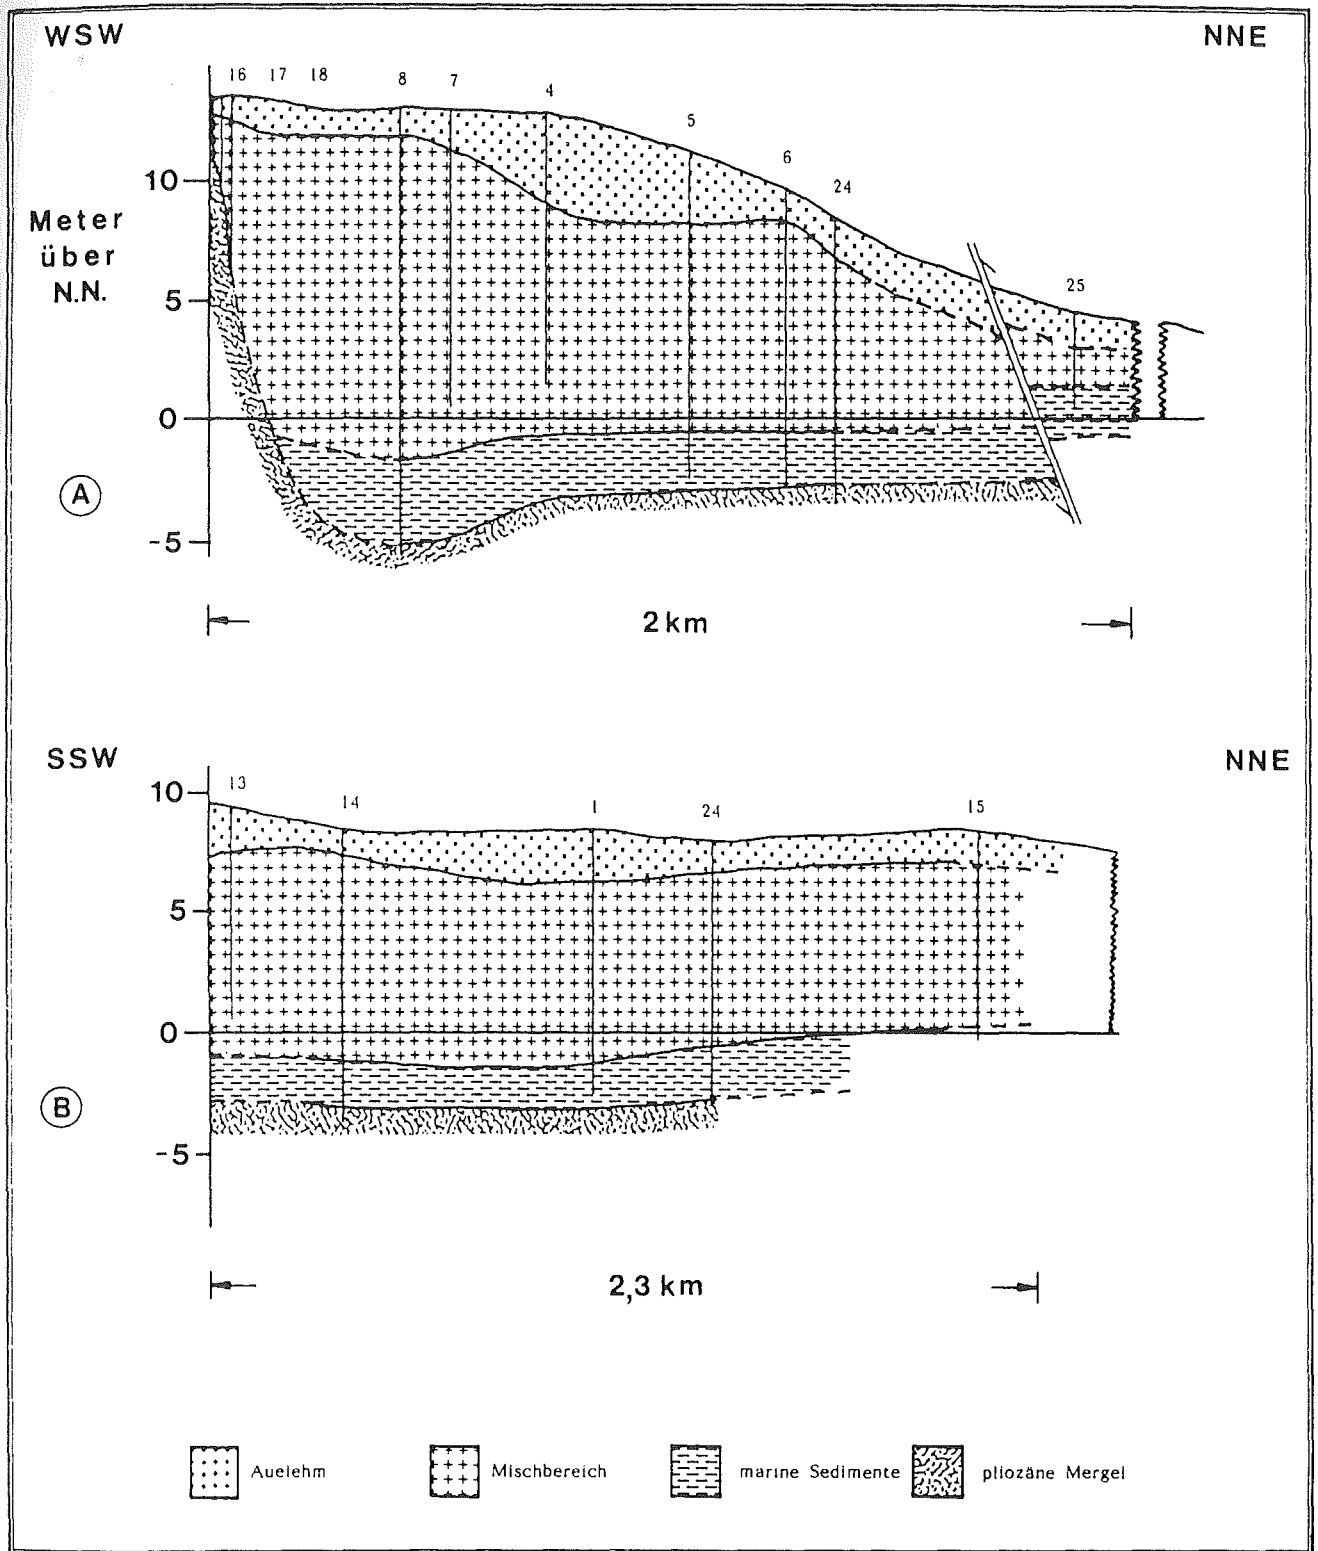 WSW NNE
16 17 18 8 7 4 5 6 24 25
10
Meter
über
N.N.
5
0
A
-5
2 km
SSW NNE
10
13 14 1 24 15
5
0
B
-5
2,3 km
Auelehm Mischbereich marine Sedimente pliozäne Mergel